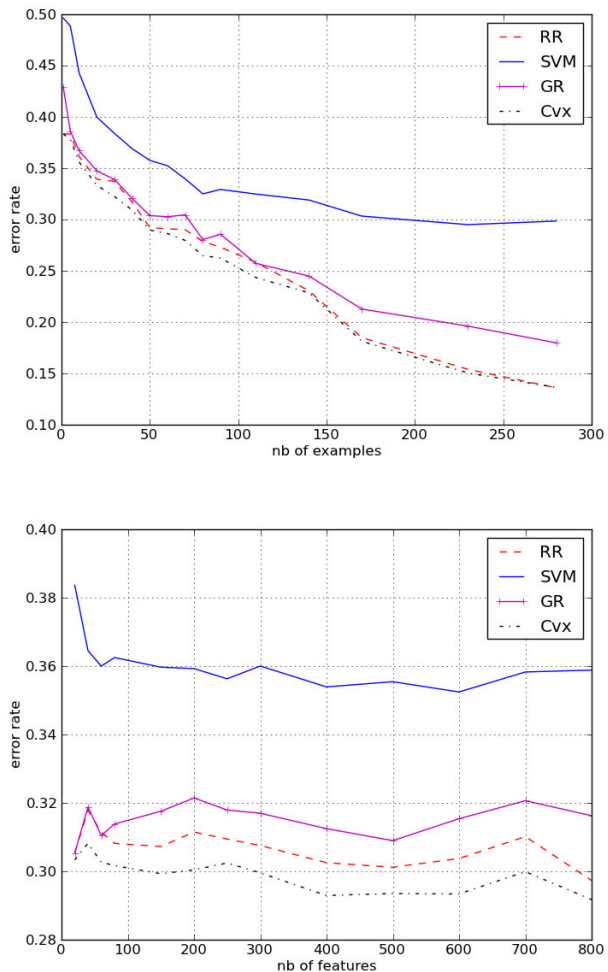 0.50
0.45
0.40
0.35
0.30
0.25
0.20
0.15
0.10
error rate
RR
SVM
GR
Cvx
0 50 100 150 200 250 300
nb of examples
0.40
0.38
0.36
0.34
0.32
0.30
0.28
error rate
RR
SVM
GR
Cvx
0 100 200 300 400 500 600 700 800
nb of features